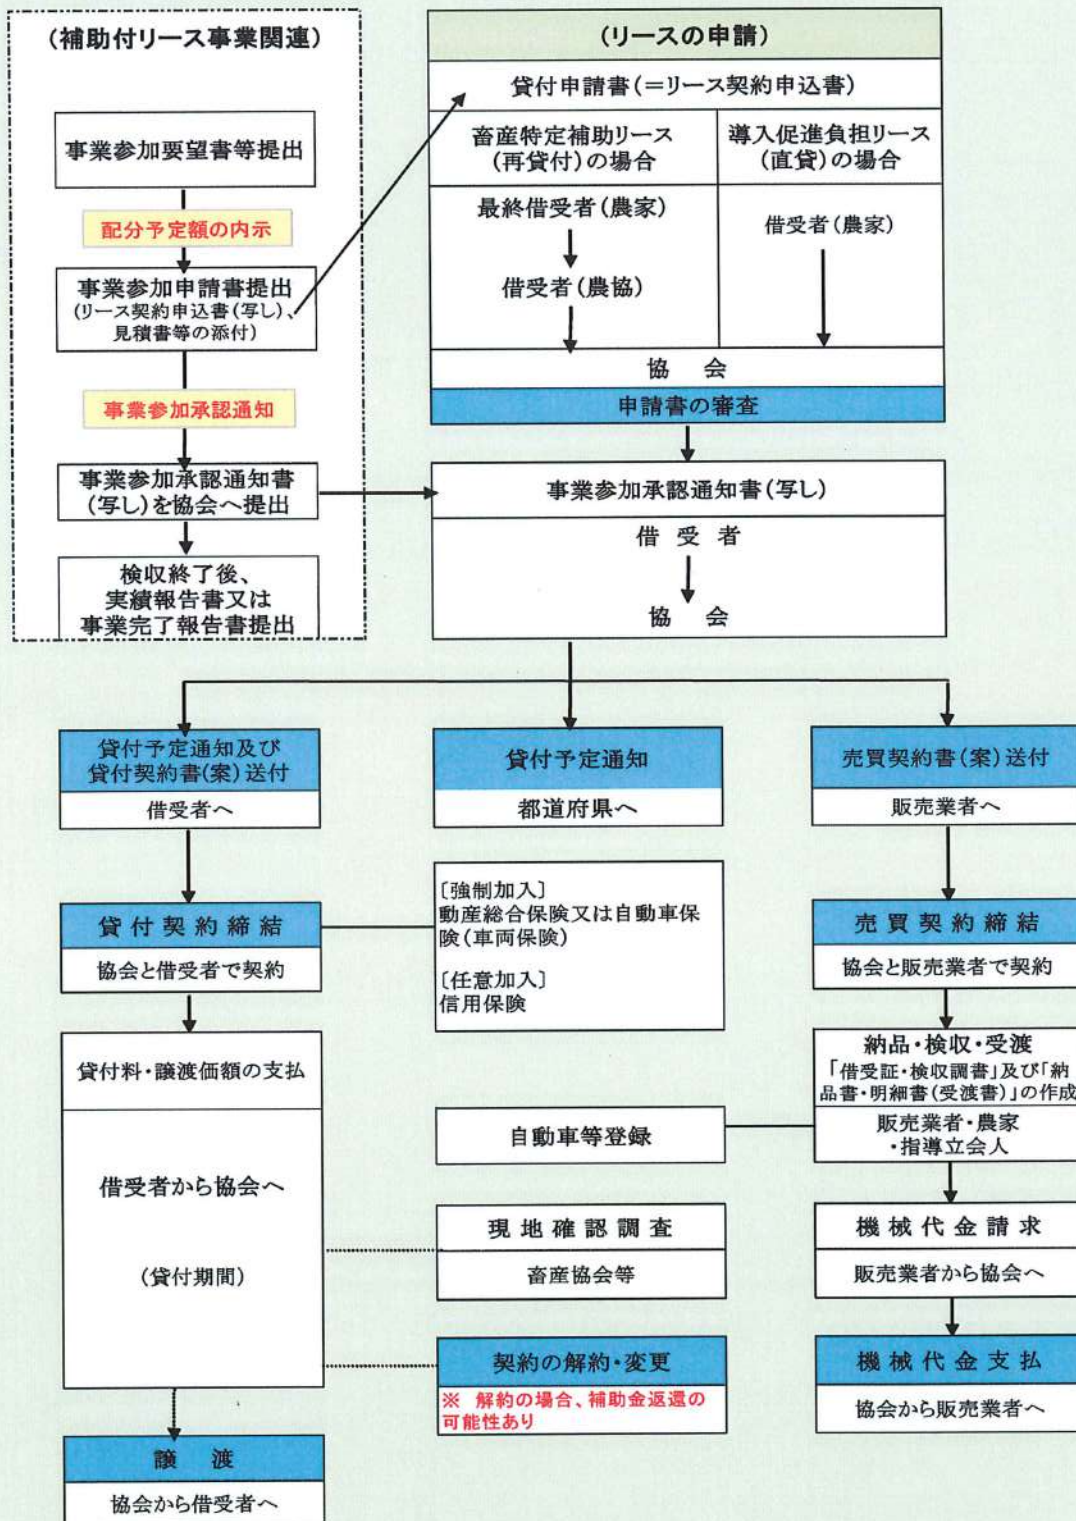 (補助付リース事業関連)
事業参加要望書等提出
配分予定額の内示
事業参加申請書提出
(リース契約申込書(写し)、
見積書等の添付)
事業参加承認通知
事業参加承認通知書
(写し)を協会へ提出
検収終了後、
実績報告書又は
事業完了報告書提出
(リースの申請)
貸付申請書(=リース契約申込書)
畜産特定補助リース
(再貸付)の場合
最終借受者(農家)
借受者(農協)
導入促進負担リース
(直貸)の場合
借受者(農家)
協 会
申請書の審査
事業参加承認通知書(写し)
借 受 者
協 会
貸付予定通知及び
貸付契約書(案)送付
借受者へ
貸付予定通知
都道府県へ
売買契約書(案)送付
販売業者へ
貸 付 契 約 締 結
協会と借受者で契約
〔強制加入〕
動産総合保険又は自動車保
険(車両保険)
〔任意加入〕
信用保険
売 買 契 約 締 結
協会と販売業者で契約
貸付料・譲渡価額の支払
借受者から協会へ
(貸付期間)
自動車等登録
納品・検収・受渡
「借受証・検収調書」及び「納
品書・明細書(受渡書)」の作成
販売業者・農家
・指導立会人
現 地 確 認 調 査
畜産協会等
機 械 代 金 請 求
販売業者から協会へ
契約の解約・変更
※ 解約の場合、補助金返還の
可能性あり
機 械 代 金 支 払
協会から販売業者へ
譲 渡
協会から借受者へ